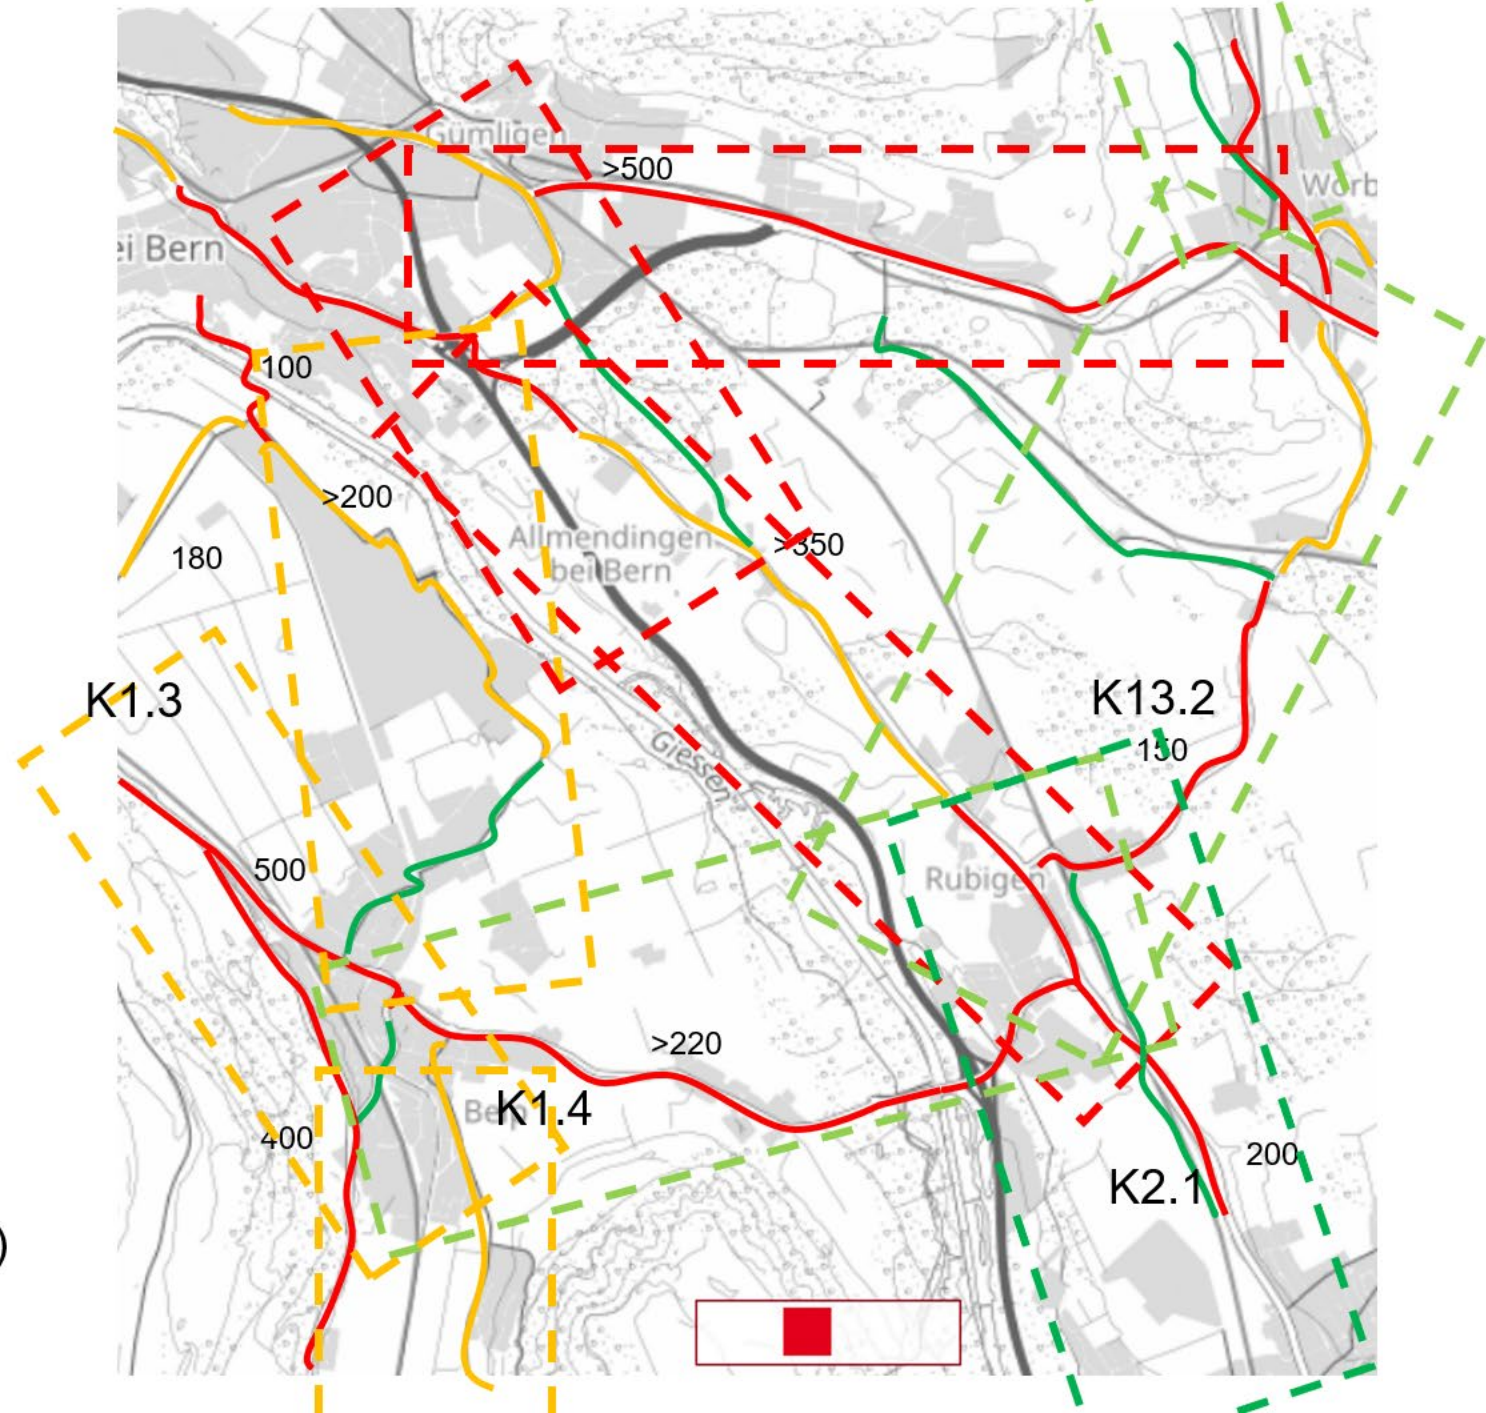 Gümligen
>500
Worb
ei Bern
100
>200
180
Allmendingen
bei Bern
>350
K1.3
K13.2
150
Giessen
500
Rubigen
>220
K1.4
400
200
K2.1
)